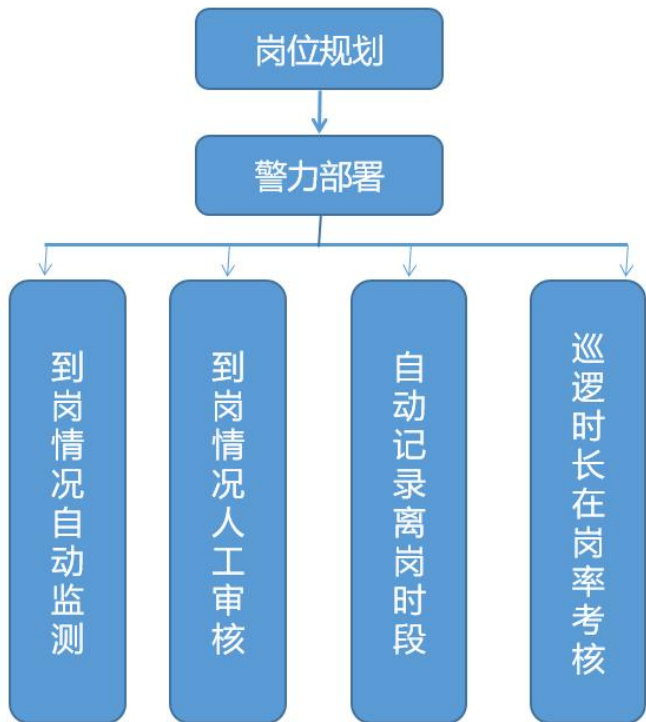 岗位规划
警力部署
到岗情况自动监测
到岗情况人工审核
自动记录离岗时段
巡逻时长在岗率考核